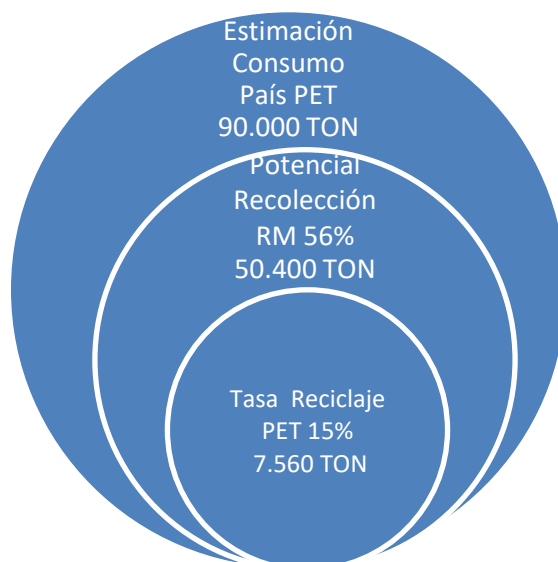 Estimación
Consumo
País PET
90.000 TON
Potencial
Recolección
RM 56%
50.400 TON
Tasa Reciclaje
PET 15%
7.560 TON